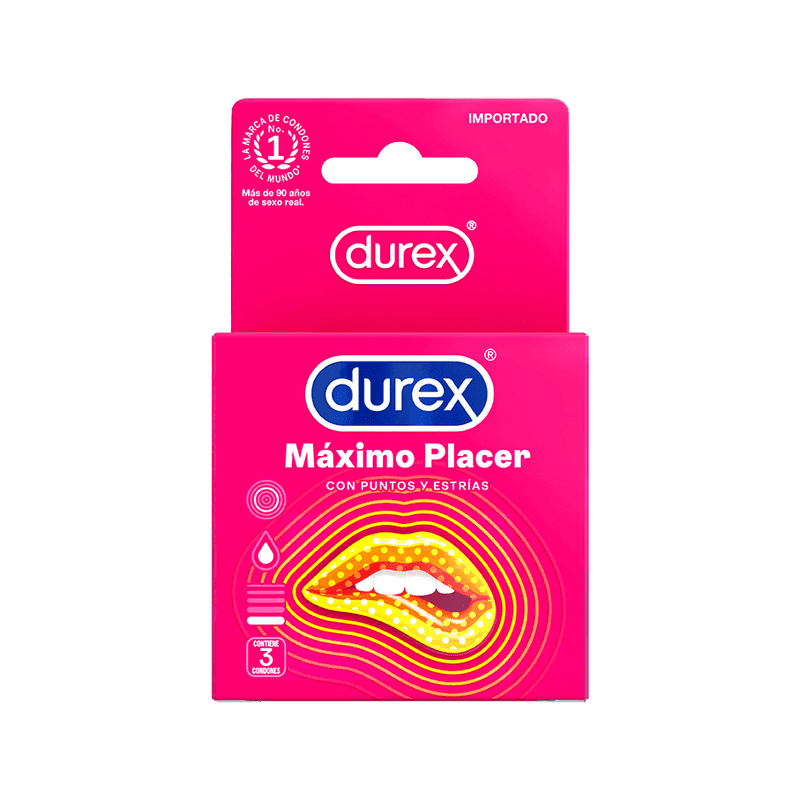 IMPORTADO
LA MARCA DE CONDONES
No.
1
DEL MUNDO*
Más de 90 años
de sexo real.
durex®
durex®
Máximo Placer
CON PUNTOS Y ESTRÍAS
CONTIENE
3
CONDONES